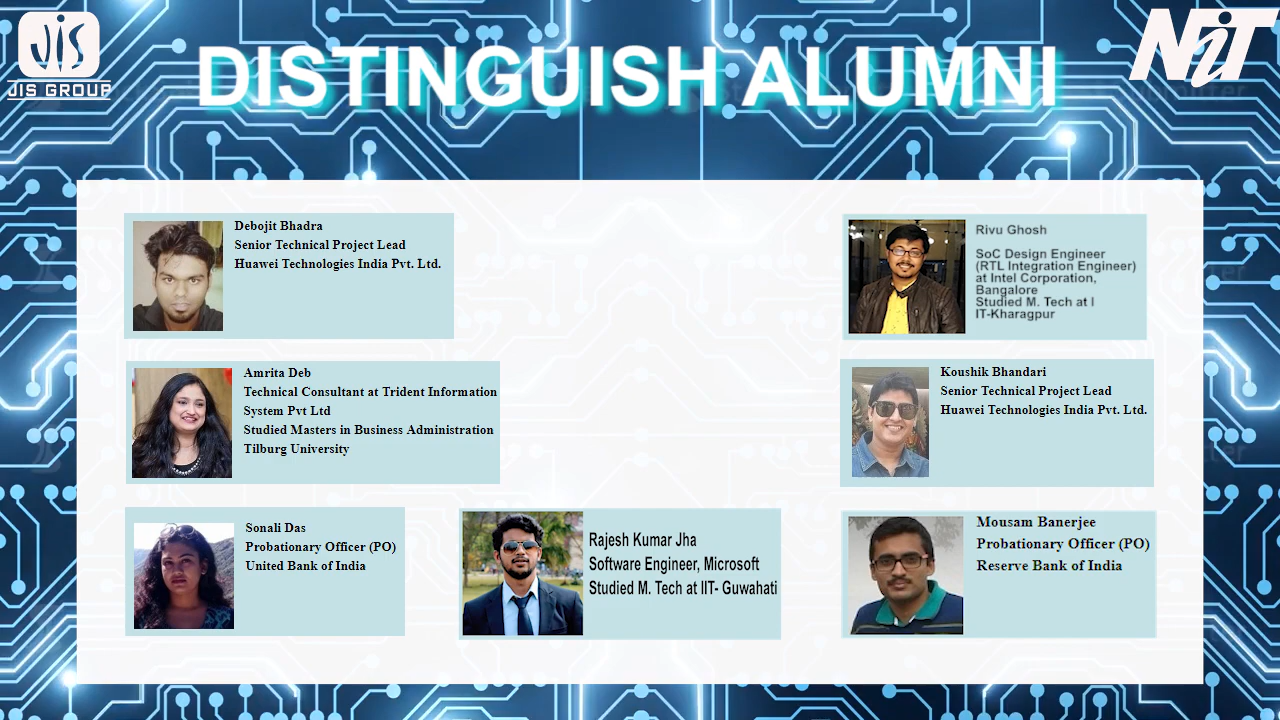 JIS
JIS GROUP
NiT
DISTINGUISH ALUMNI
Debojit Bhadra
Senior Technical Project Lead
Huawei Technologies India Pvt. Ltd.
Rivu Ghosh
SoC Design Engineer
(RTL Integration Engineer)
at Intel Corporation,
Bangalore
Studied M. Tech at I
IT-Kharagpur
Amrita Deb
Technical Consultant at Trident Information
System Pvt Ltd
Studied Masters in Business Administration
Tilburg University
Koushik Bhandari
Senior Technical Project Lead
Huawei Technologies India Pvt. Ltd.
Sonali Das
Probationary Officer (PO)
United Bank of India
Rajesh Kumar Jha
Software Engineer, Microsoft
Studied M. Tech at IIT- Guwahati
Mousam Banerjee
Probationary Officer (PO)
Reserve Bank of India